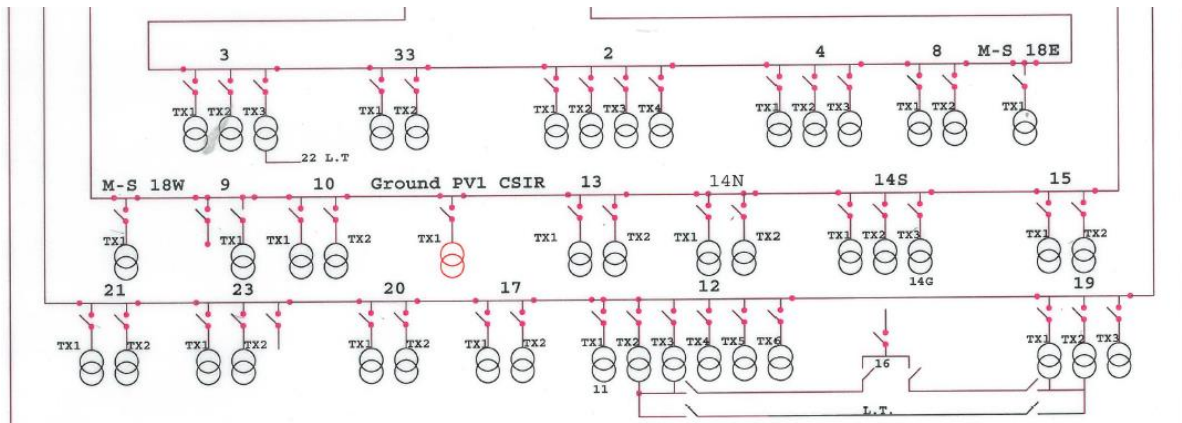 3 33 2 4 8 M-S 18E
TX1 TX2 TX3 TX1 TX2 TX1 TX2 TX3 TX4 TX1 TX2 TX3 TX1 TX2 TX1
22 L.T
M-S 18W 9 10 Ground PV1 CSIR 13 14N 14S 15
TX1 TX1 TX1 TX2 TX1 TX1 TX2 TX1 TX2 TX1 TX2 TX3 TX1 TX2
14G
21 23 20 17 12 19
TX1 TX2 TX1 TX2 TX1 TX2 TX1 TX2 TX1 TX2 TX3 TX4 TX5 TX6 TX1 TX2 TX3
16
11
L.T.